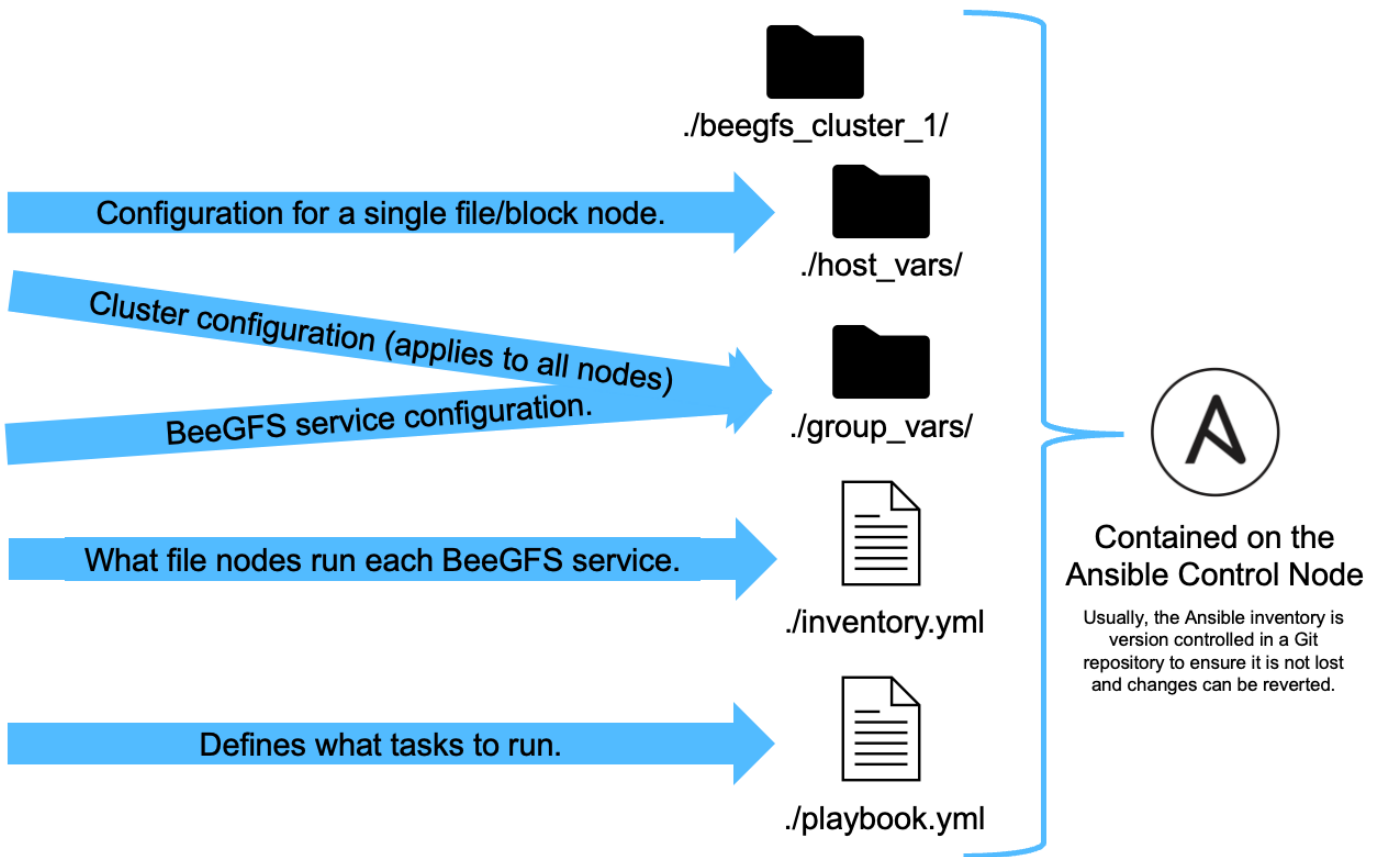 ./beegfs_cluster_1/
Configuration for a single file/block node.
./host_vars/
Cluster configuration (applies to all nodes)
BeeGFS service configuration.
./group_vars/
What file nodes run each BeeGFS service.
./inventory.yml
Defines what tasks to run.
./playbook.yml
Contained on the
Ansible Control Node
Usually, the Ansible inventory is
version controlled in a Git
repository to ensure it is not lost
and changes can be reverted.